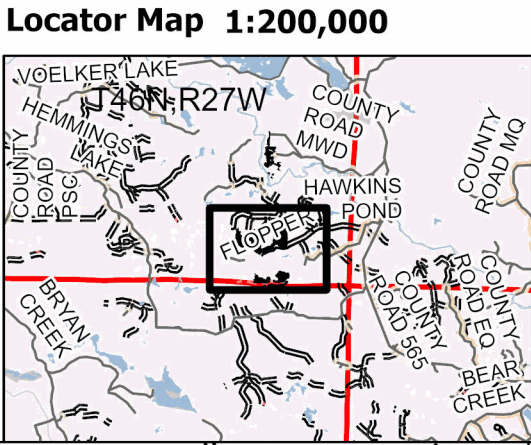 Locator Map 1:200,000
VOELKER LAKE
T46N,R27W
HEMMINGS
LAKE
COUNTY
ROAD
MWD
COUNTY
ROAD MQ
COUNTY
ROAD
PSC
HAWKINS
POND
FLOPPER
BRYAN
CREEK
COUNTY
ROAD 565
COUNTY
ROAD EQ
BEAR
CREEK